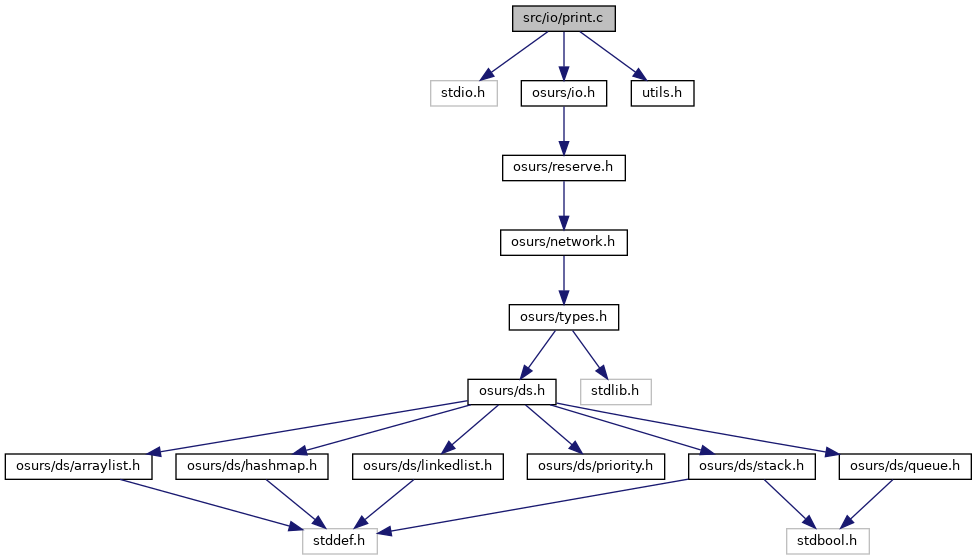 src/io/print.c
stdio.h
osurs/io.h
utils.h
osurs/reserve.h
osurs/network.h
osurs/types.h
osurs/ds.h
stdlib.h
osurs/ds/arraylist.h
osurs/ds/hashmap.h
osurs/ds/linkedlist.h
osurs/ds/priority.h
osurs/ds/stack.h
osurs/ds/queue.h
stddef.h
stdbool.h